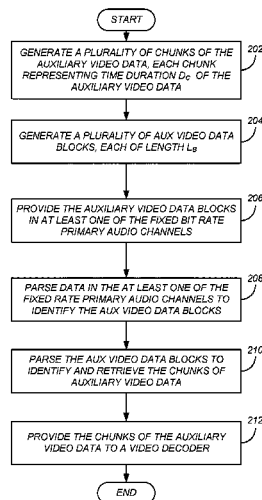 START
GENERATE A PLURALITY OF CHUNKS OF THE
AUXILIARY VIDEO DATA, EACH CHUNK
REPRESENTING TIME DURATION DC OF THE
AUXILIARY VIDEO DATA
202
GENERATE A PLURALITY OF AUX VIDEO DATA
BLOCKS, EACH OF LENGTH LB
204
PROVIDE THE AUXILIARY VIDEO DATA BLOCKS
IN AT LEAST ONE OF THE FIXED BIT RATE
PRIMARY AUDIO CHANNELS
206
PARSE DATA IN THE AT LEAST ONE OF THE
FIXED RATE PRIMARY AUDIO CHANNELS TO
IDENTIFY THE AUX VIDEO DATA BLOCKS
208
PARSE THE AUX VIDEO DATA BLOCKS TO
IDENTIFY AND RETRIEVE THE CHUNKS OF
AUXILIARY VIDEO DATA
210
PROVIDE THE CHUNKS OF THE AUXILIARY
VIDEO DATA TO A VIDEO DECODER
212
END